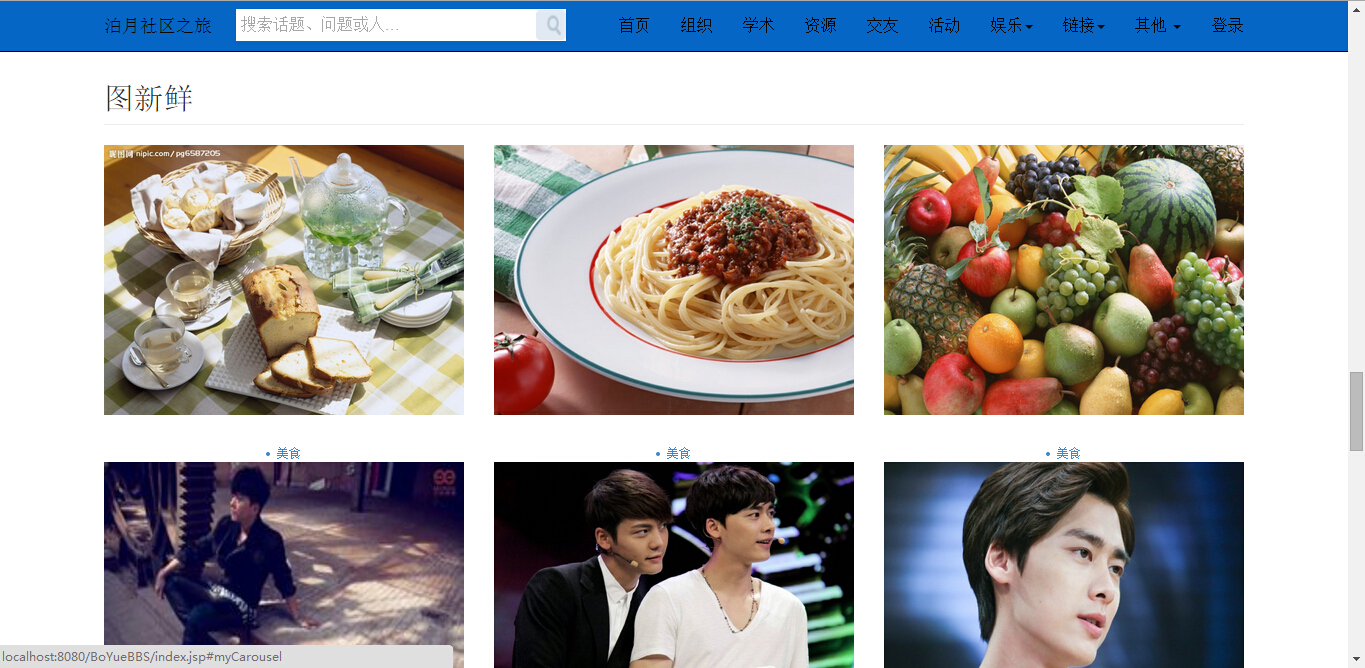 泊月社区之旅 搜索话题、问题或人... 首页 组织 学术 资源 交友 活动 娱乐 链接 其他 登录
图新鲜
昵图网 nipic.com/pg6587205
• 美食 • 美食 • 美食
localhost:8080/BoYueBBS/index.jsp#myCarousel